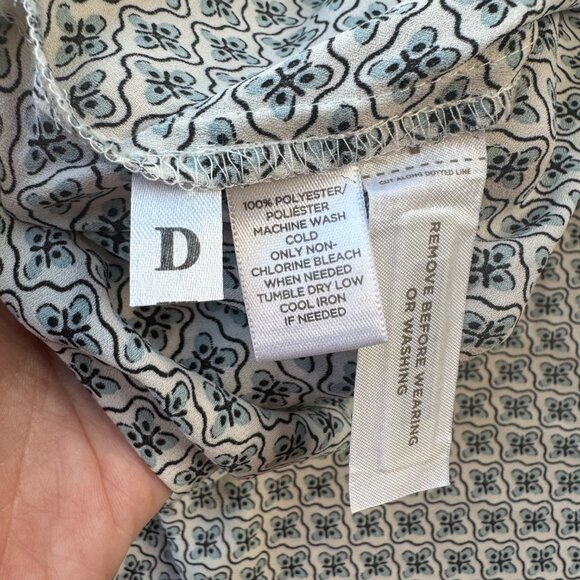 D
100% POLYESTER/
POLIÉSTER
MACHINE WASH
COLD
ONLY NON-
CHLORINE BLEACH
WHEN NEEDED
TUMBLE DRY LOW
COOL IRON
IF NEEDED
CUT ALONG DOTTED LINE
REMOVE BEFORE WEARING
OR WASHING